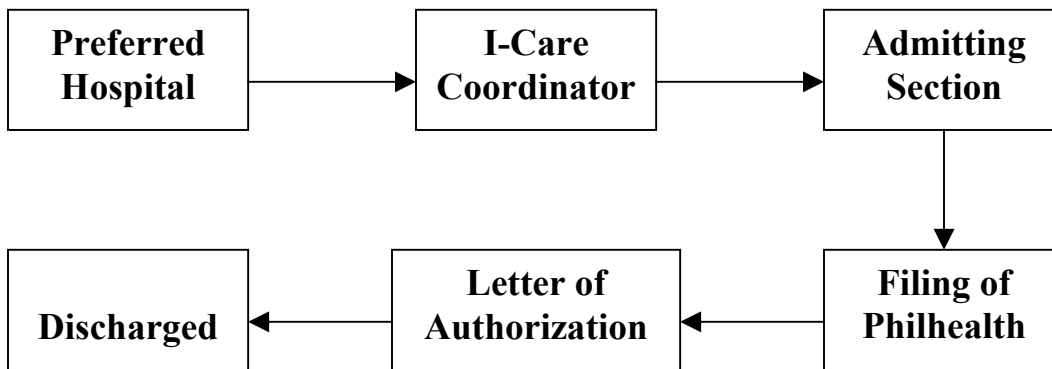 Preferred
Hospital
I-Care
Coordinator
Admitting
Section
Filing of
Philhealth
Letter of
Authorization
Discharged